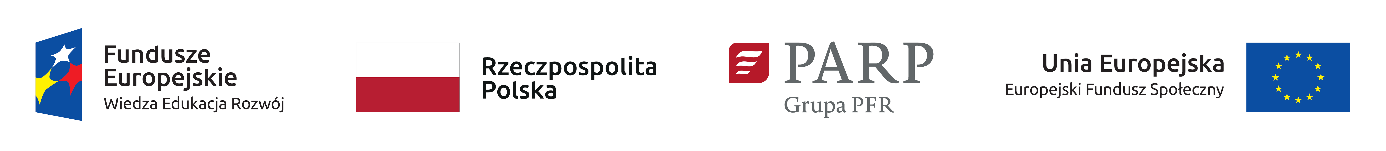 Fundusze
Europejskie
Wiedza Edukacja Rozwój
Rzeczpospolita
Polska
PARP
Grupa PFR
Unia Europejska
Europejski Fundusz Społeczny